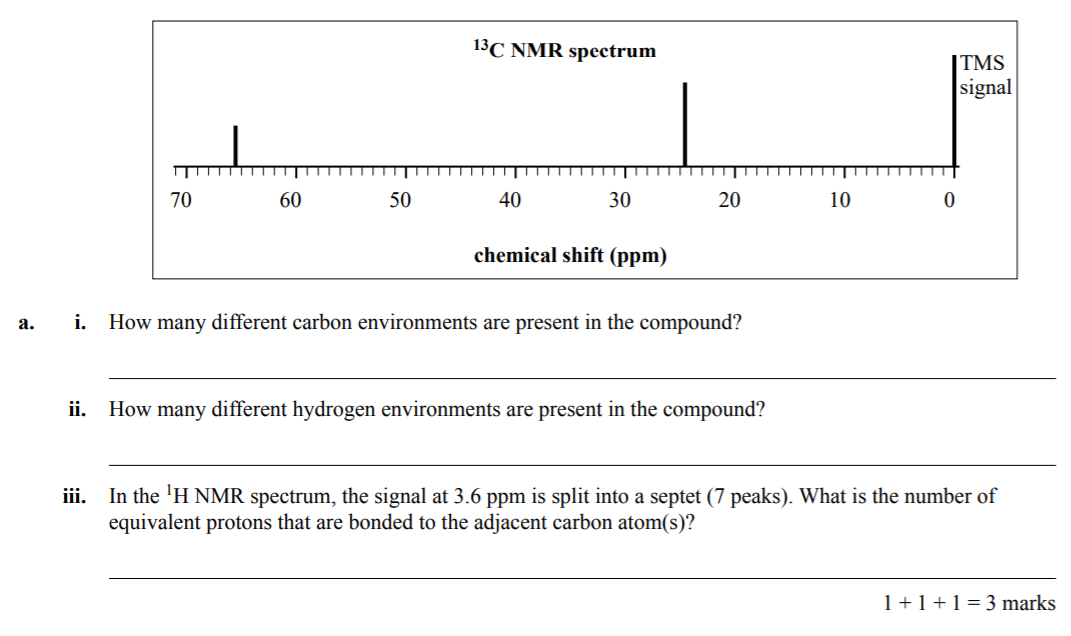 ¹³C NMR spectrum
TMS
signal
70 60 50 40 30 20 10 0
chemical shift (ppm)
a. i. How many different carbon environments are present in the compound?
ii. How many different hydrogen environments are present in the compound?
iii. In the ¹H NMR spectrum, the signal at 3.6 ppm is split into a septet (7 peaks). What is the number of
equivalent protons that are bonded to the adjacent carbon atom(s)?
1 + 1 + 1 = 3 marks